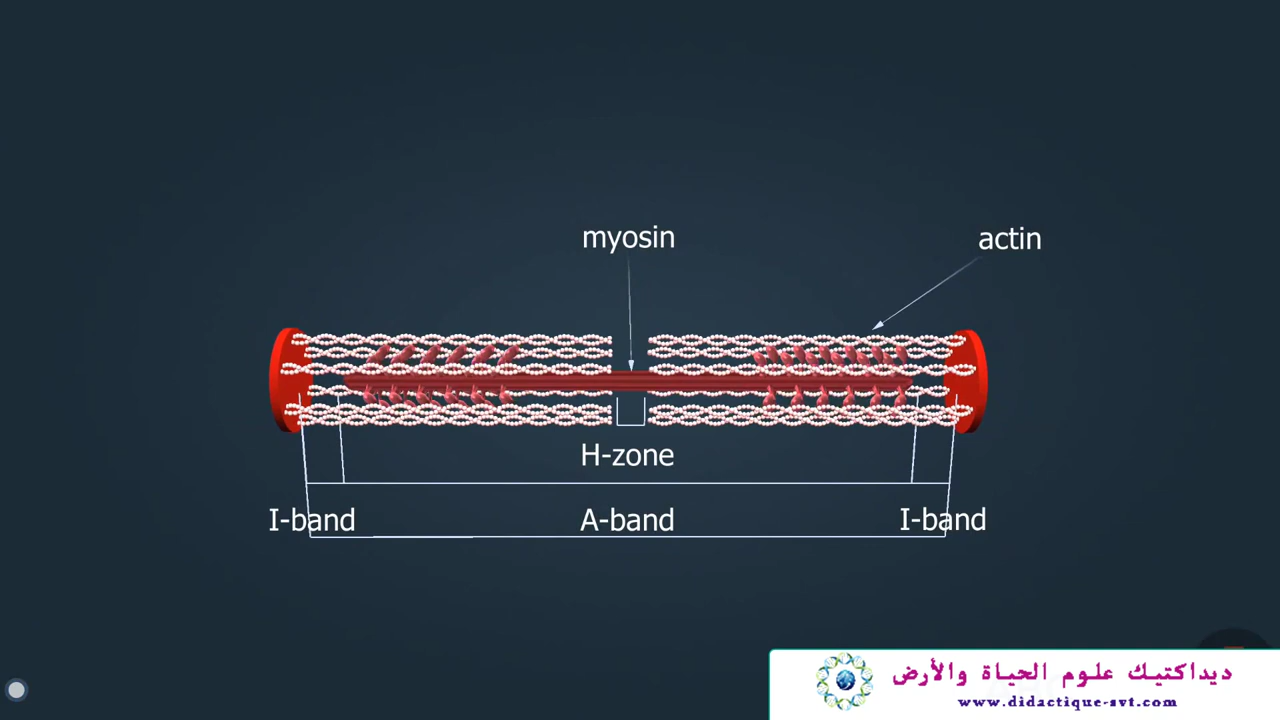 myosin
actin
H-zone
I-band
A-band
I-band
ديداكتيك علوم الحياة والأرض
www.didactique-svt.com